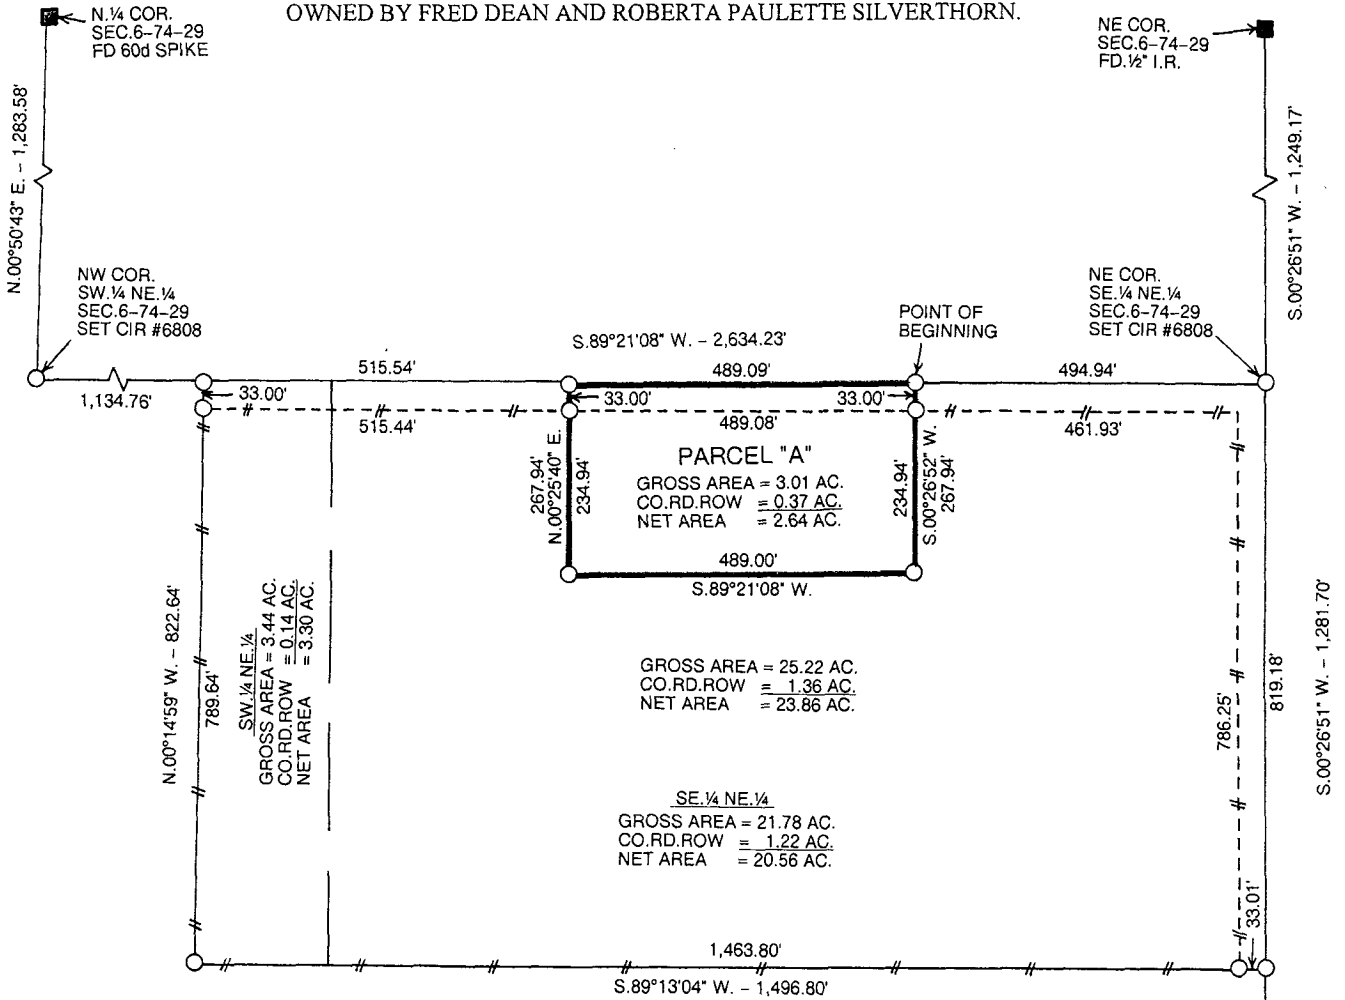 OWNED BY FRED DEAN AND ROBERTA PAULETTE SILVERTHORN.
N.¼ COR.
SEC.6-74-29
FD 60d SPIKE
NE COR.
SEC.6-74-29
FD.½" I.R.
N.00°50'43" E. - 1,283.58'
S.00°26'51" W. - 1,249.17'
NW COR.
SW.¼ NE.¼
SEC.6-74-29
SET CIR #6808
NE COR.
SE.¼ NE.¼
SEC.6-74-29
SET CIR #6808
POINT OF
BEGINNING
S.89°21'08" W. - 2,634.23'
515.54'
489.09'
494.94'
1,134.76'
33.00'
33.00'
33.00'
515.44'
489.08'
461.93'
N.00°25'40" E.
267.94'
234.94'
PARCEL "A"
GROSS AREA = 3.01 AC.
CO.RD.ROW = 0.37 AC.
NET AREA = 2.64 AC.
234.94'
S.00°26'52" W.
267.94'
489.00'
S.89°21'08" W.
N.00°14'59" W. - 822.64'
789.64'
SW.¼ NE.¼
GROSS AREA = 3.44 AC.
CO.RD.ROW = 0.14 AC.
NET AREA = 3.30 AC.
GROSS AREA = 25.22 AC.
CO.RD.ROW = 1.36 AC.
NET AREA = 23.86 AC.
SE.¼ NE.¼
GROSS AREA = 21.78 AC.
CO.RD.ROW = 1.22 AC.
NET AREA = 20.56 AC.
786.25'
819.18'
S.00°26'51" W. - 1,281.70'
33.01'
1,463.80'
S.89°13'04" W. - 1,496.80'